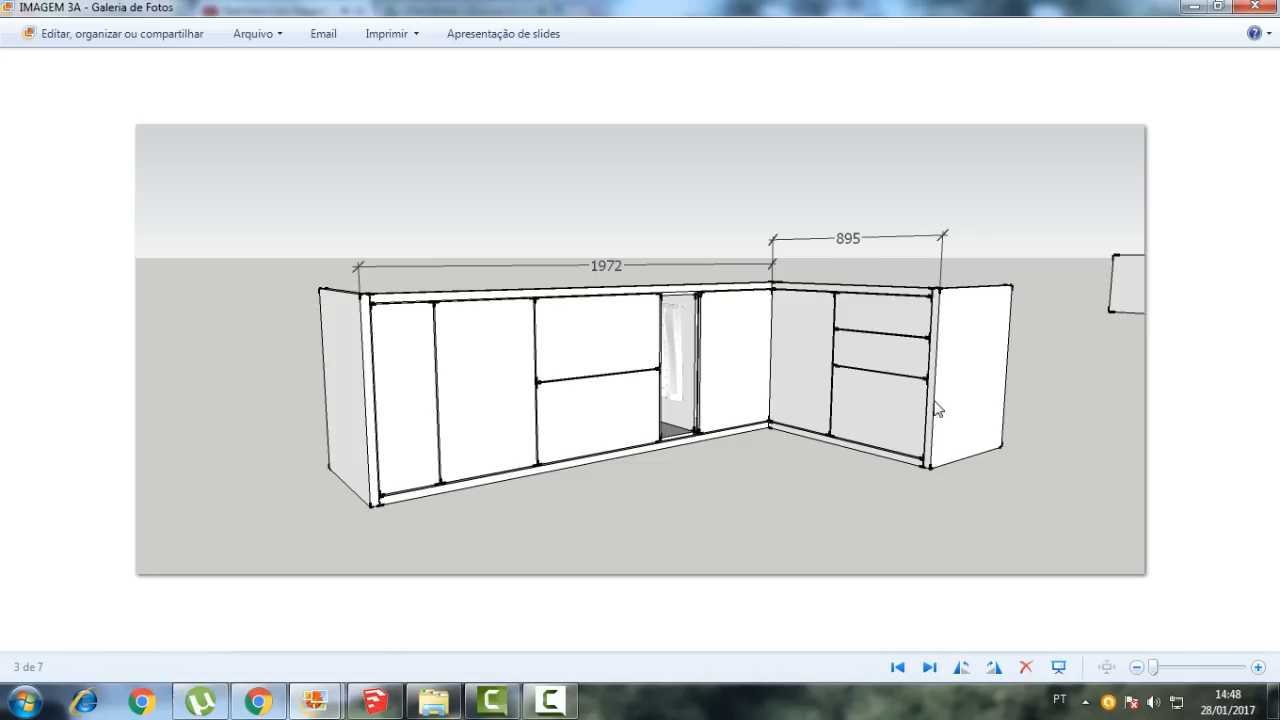 IMAGEM 3A - Galeria de Fotos
Editar, organizar ou compartilhar Arquivo Email Imprimir Apresentação de slides
895
1972
3 de 7
PT
14:48
28/01/2017